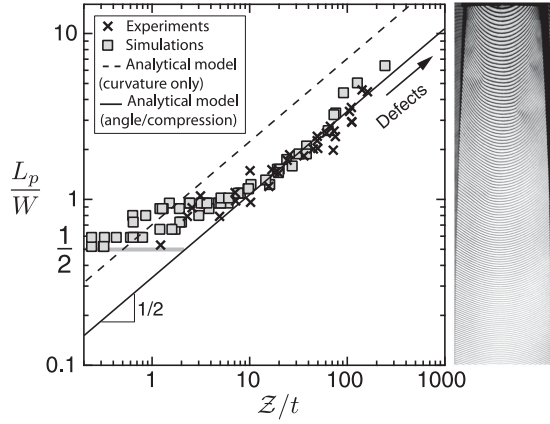 10
Experiments
Simulations
Analytical model
(curvature only)
Analytical model
(angle/compression)
Defects
L_p
W
1
1
2
1/2
0.1
1
10
100
1000
𝒵/t